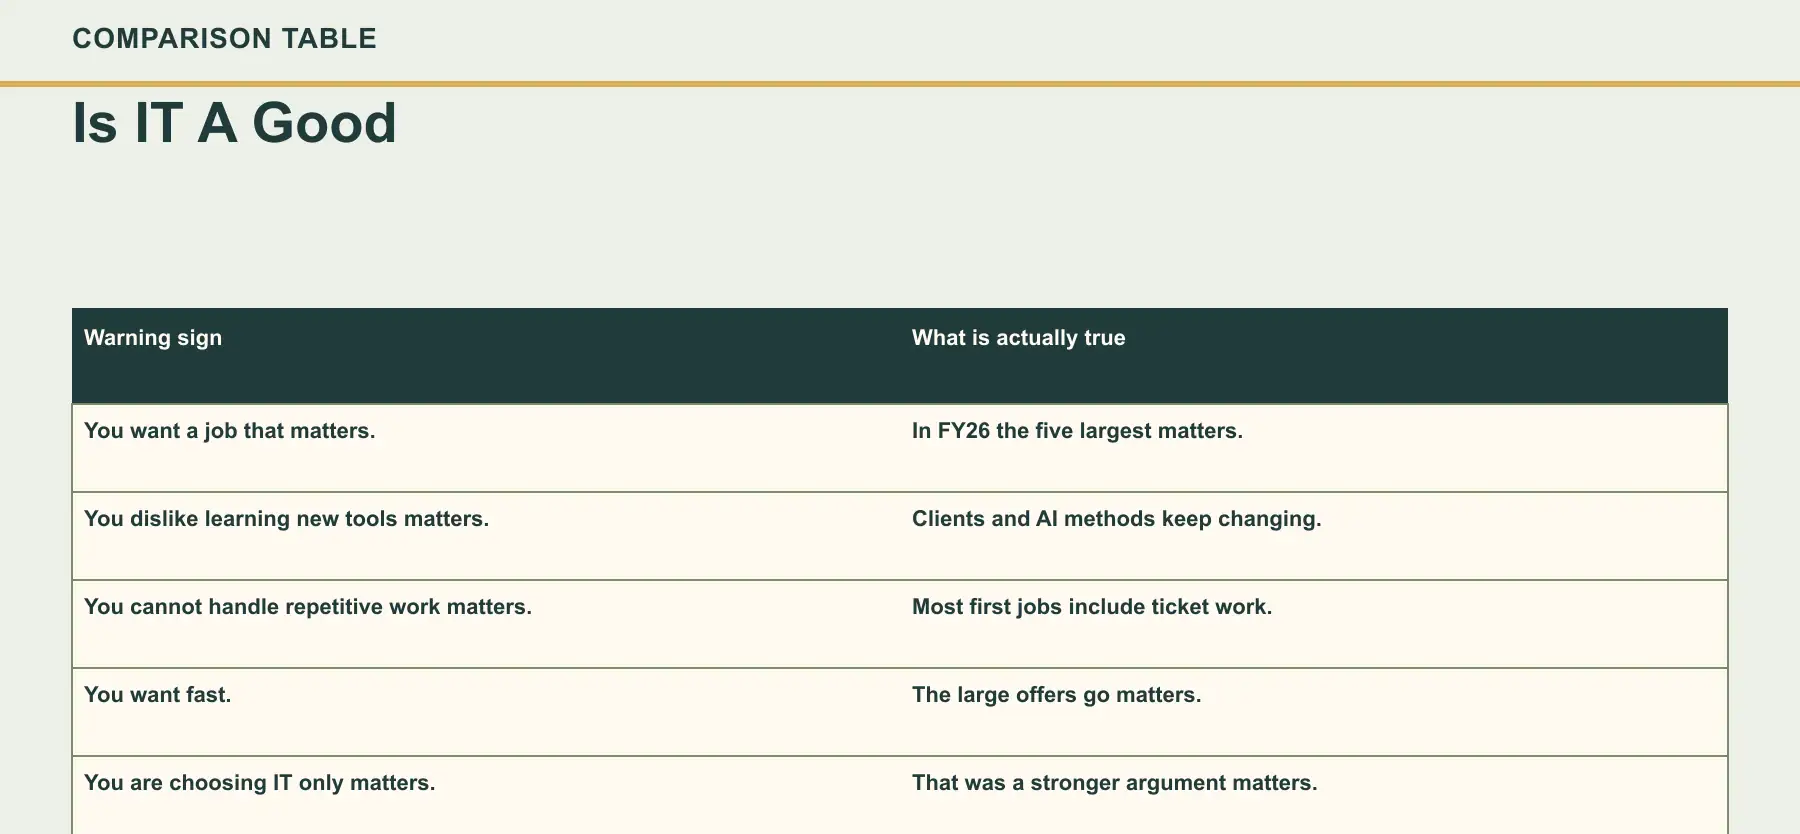 COMPARISON TABLE
Is IT A Good
Warning sign What is actually true
You want a job that matters. In FY26 the five largest matters.
You dislike learning new tools matters. Clients and AI methods keep changing.
You cannot handle repetitive work matters. Most first jobs include ticket work.
You want fast. The large offers go matters.
You are choosing IT only matters. That was a stronger argument matters.